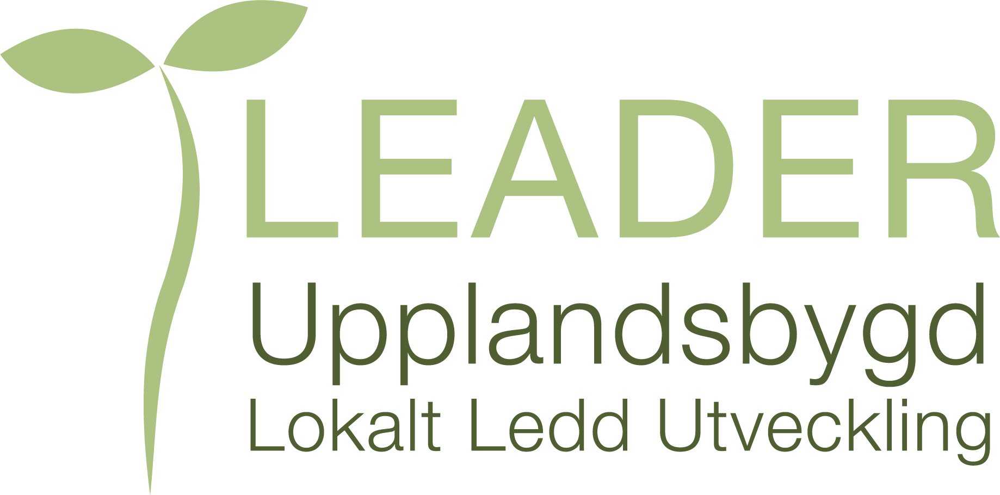 LEADER
Upplandsbygd
Lokalt Ledd Utveckling